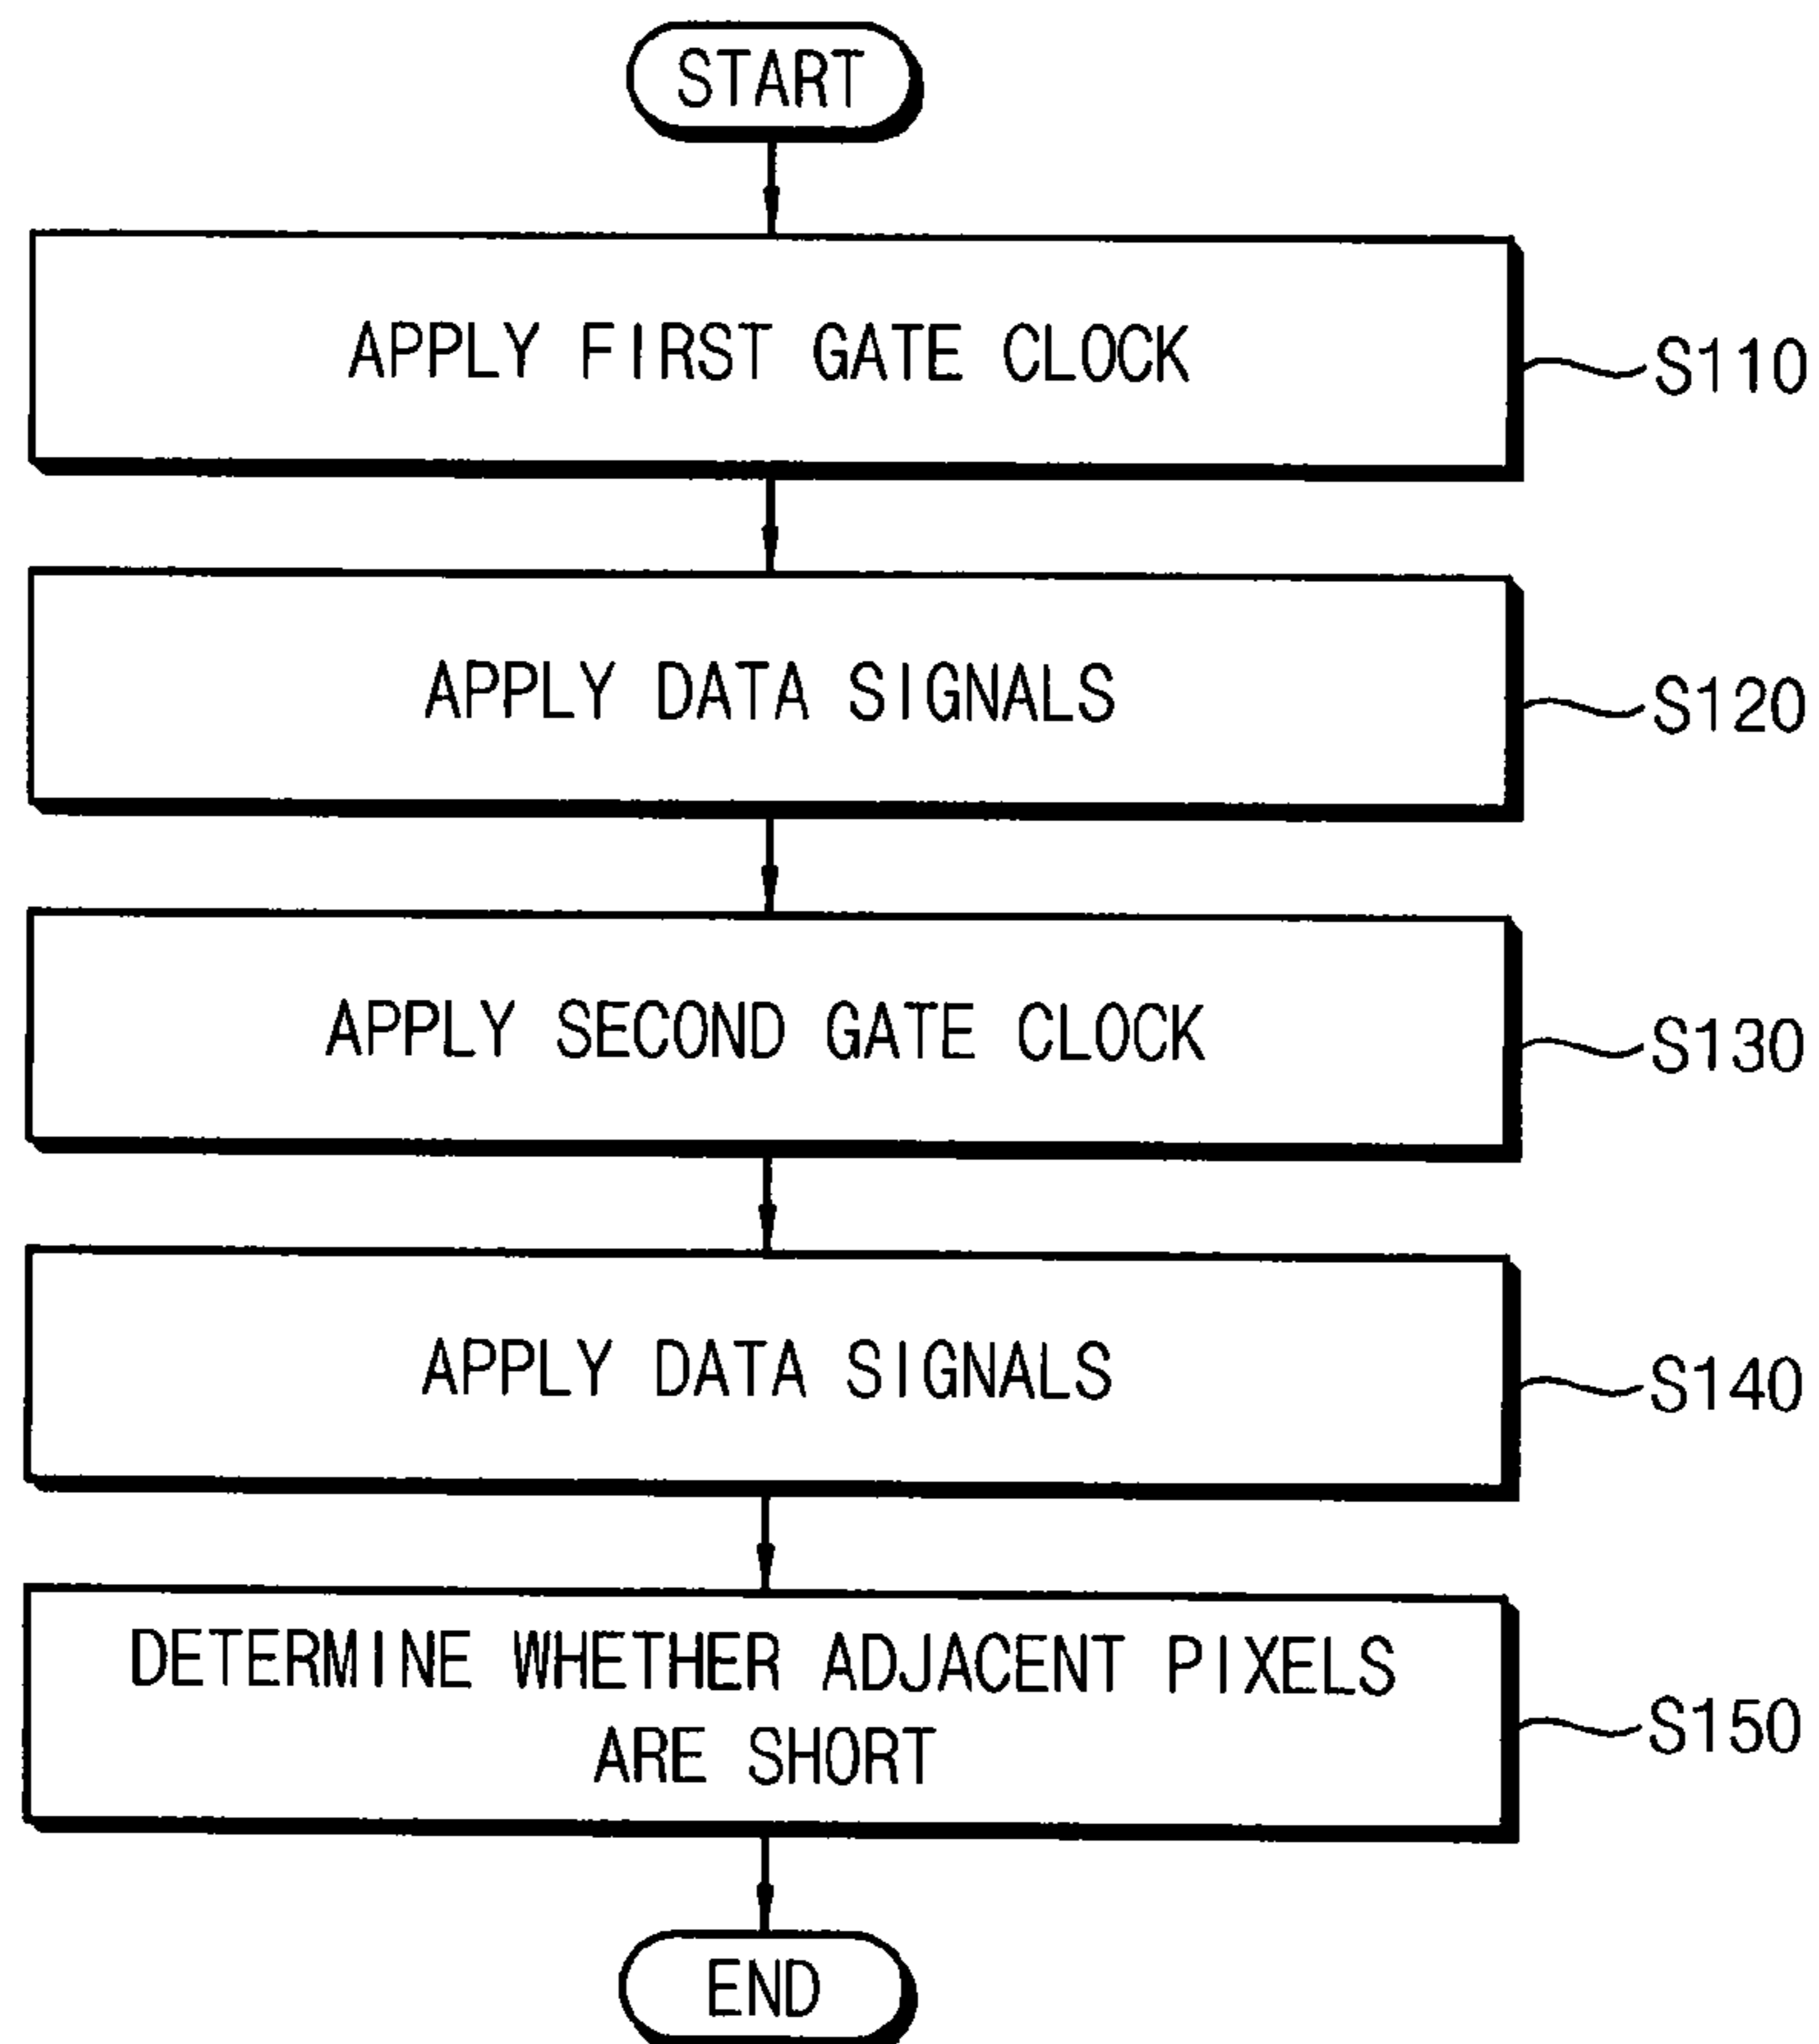 START
APPLY FIRST GATE CLOCK
S110
APPLY DATA SIGNALS
S120
APPLY SECOND GATE CLOCK
S130
APPLY DATA SIGNALS
S140
DETERMINE WHETHER ADJACENT PIXELS
ARE SHORT
S150
END